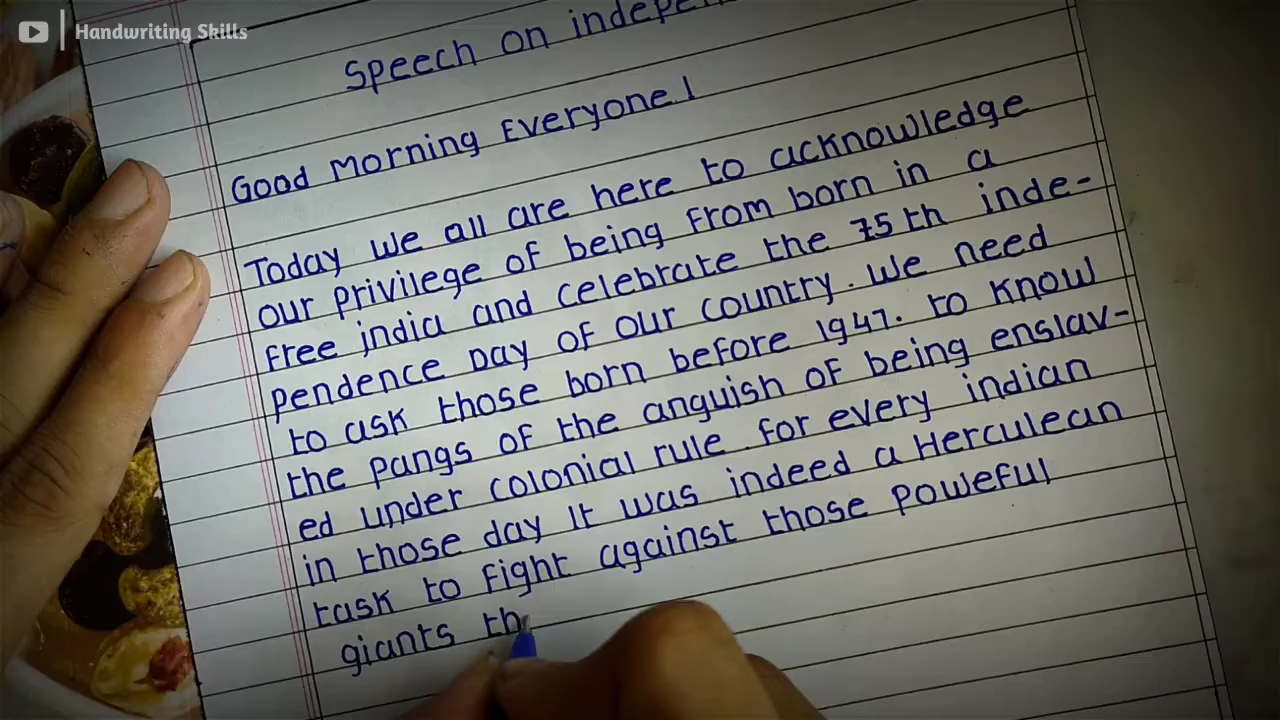 Handwriting Skills
Speech on indepen
Good Morning Everyone!
Today we all are here to acknowledge
our privilege of being from born in a
free india and celebrate the 75th inde-
pendence Day of our country. We need
to ask those born before 1947. to know
the pangs of the anguish of being enslav-
ed under colonial rule. for every indian
in those day It was indeed a Herculean
task to fight against those poweful
giants th